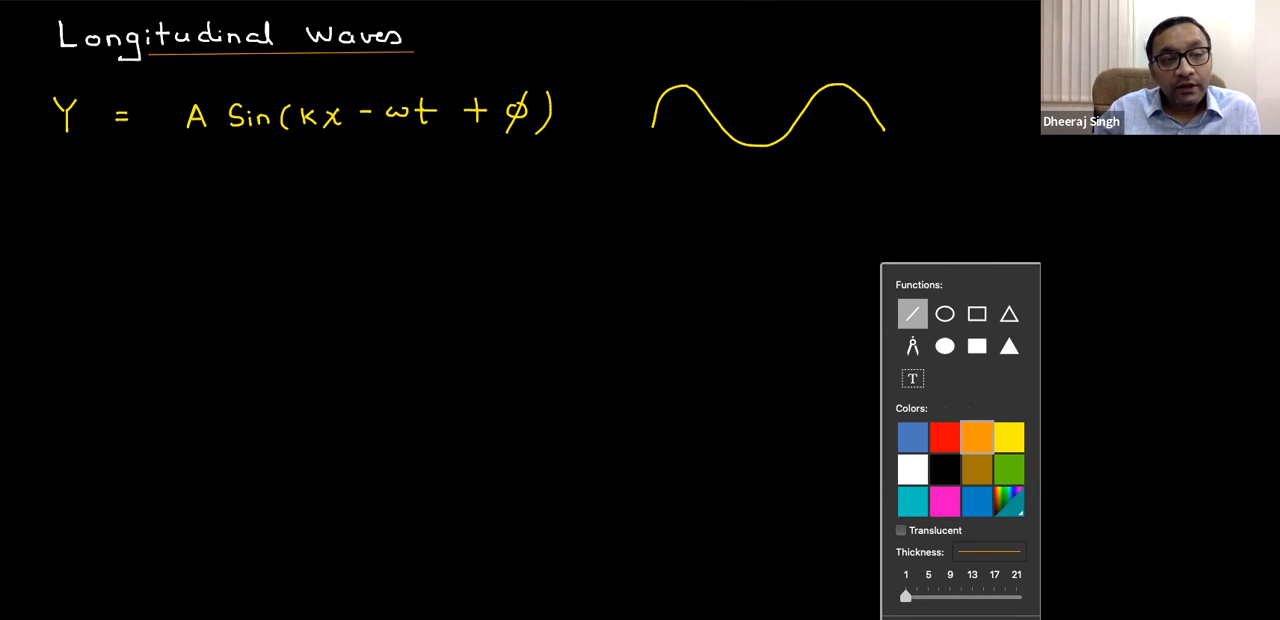 Longitudinal Waves
Y = A Sin(kx - ωt + ϕ)
Dheeraj Singh
Functions:
T
Colors:
Translucent
Thickness:
1 5 9 13 17 21